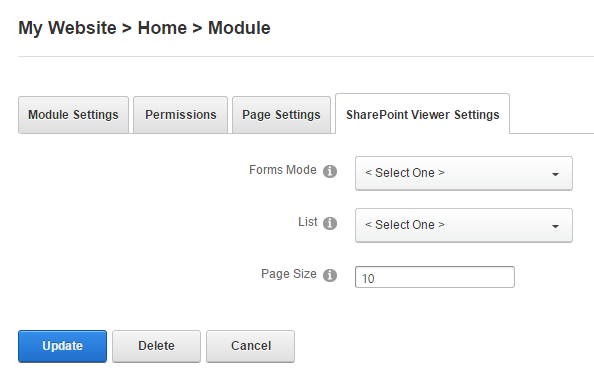 My Website > Home > Module
Module Settings Permissions Page Settings SharePoint Viewer Settings
Forms Mode < Select One >
List < Select One >
Page Size 10
Update Delete Cancel